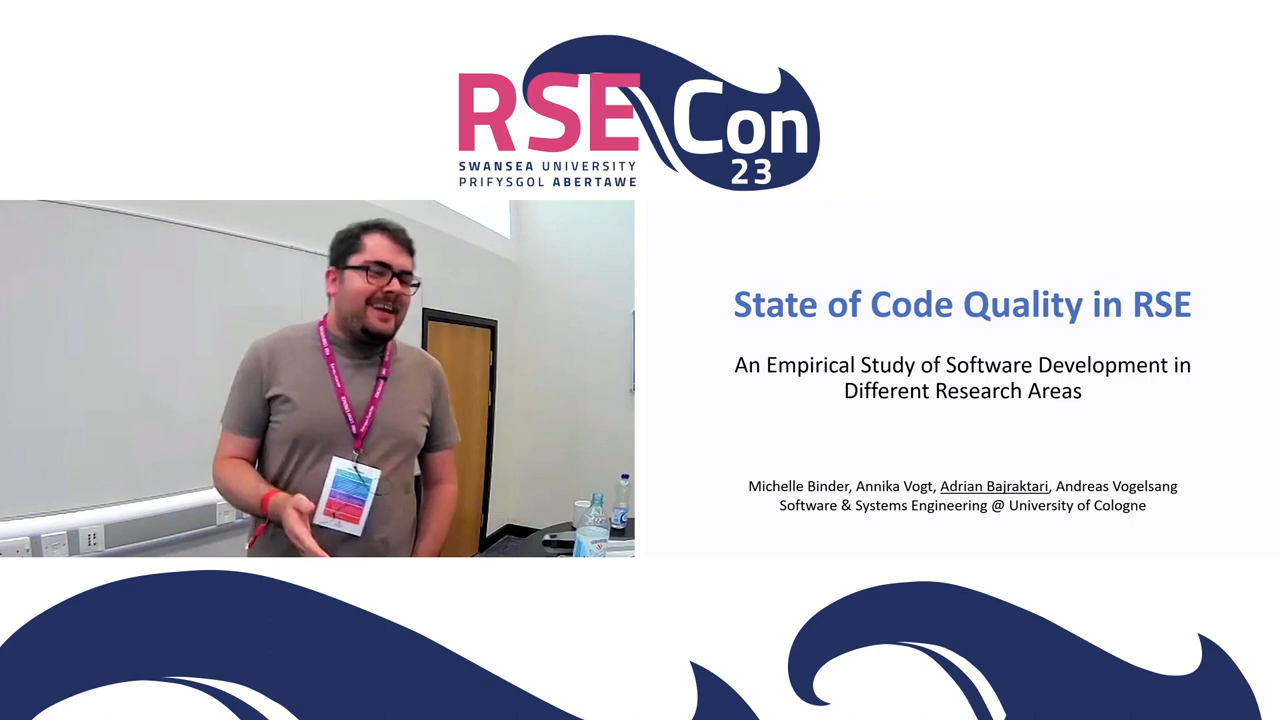 RSE Con
23
SWANSEA UNIVERSITY
PRIFYSGOL ABERTAWE
State of Code Quality in RSE
An Empirical Study of Software Development in
Different Research Areas
Michelle Binder, Annika Vogt, Adrian Bajraktari, Andreas Vogelsang
Software & Systems Engineering @ University of Cologne